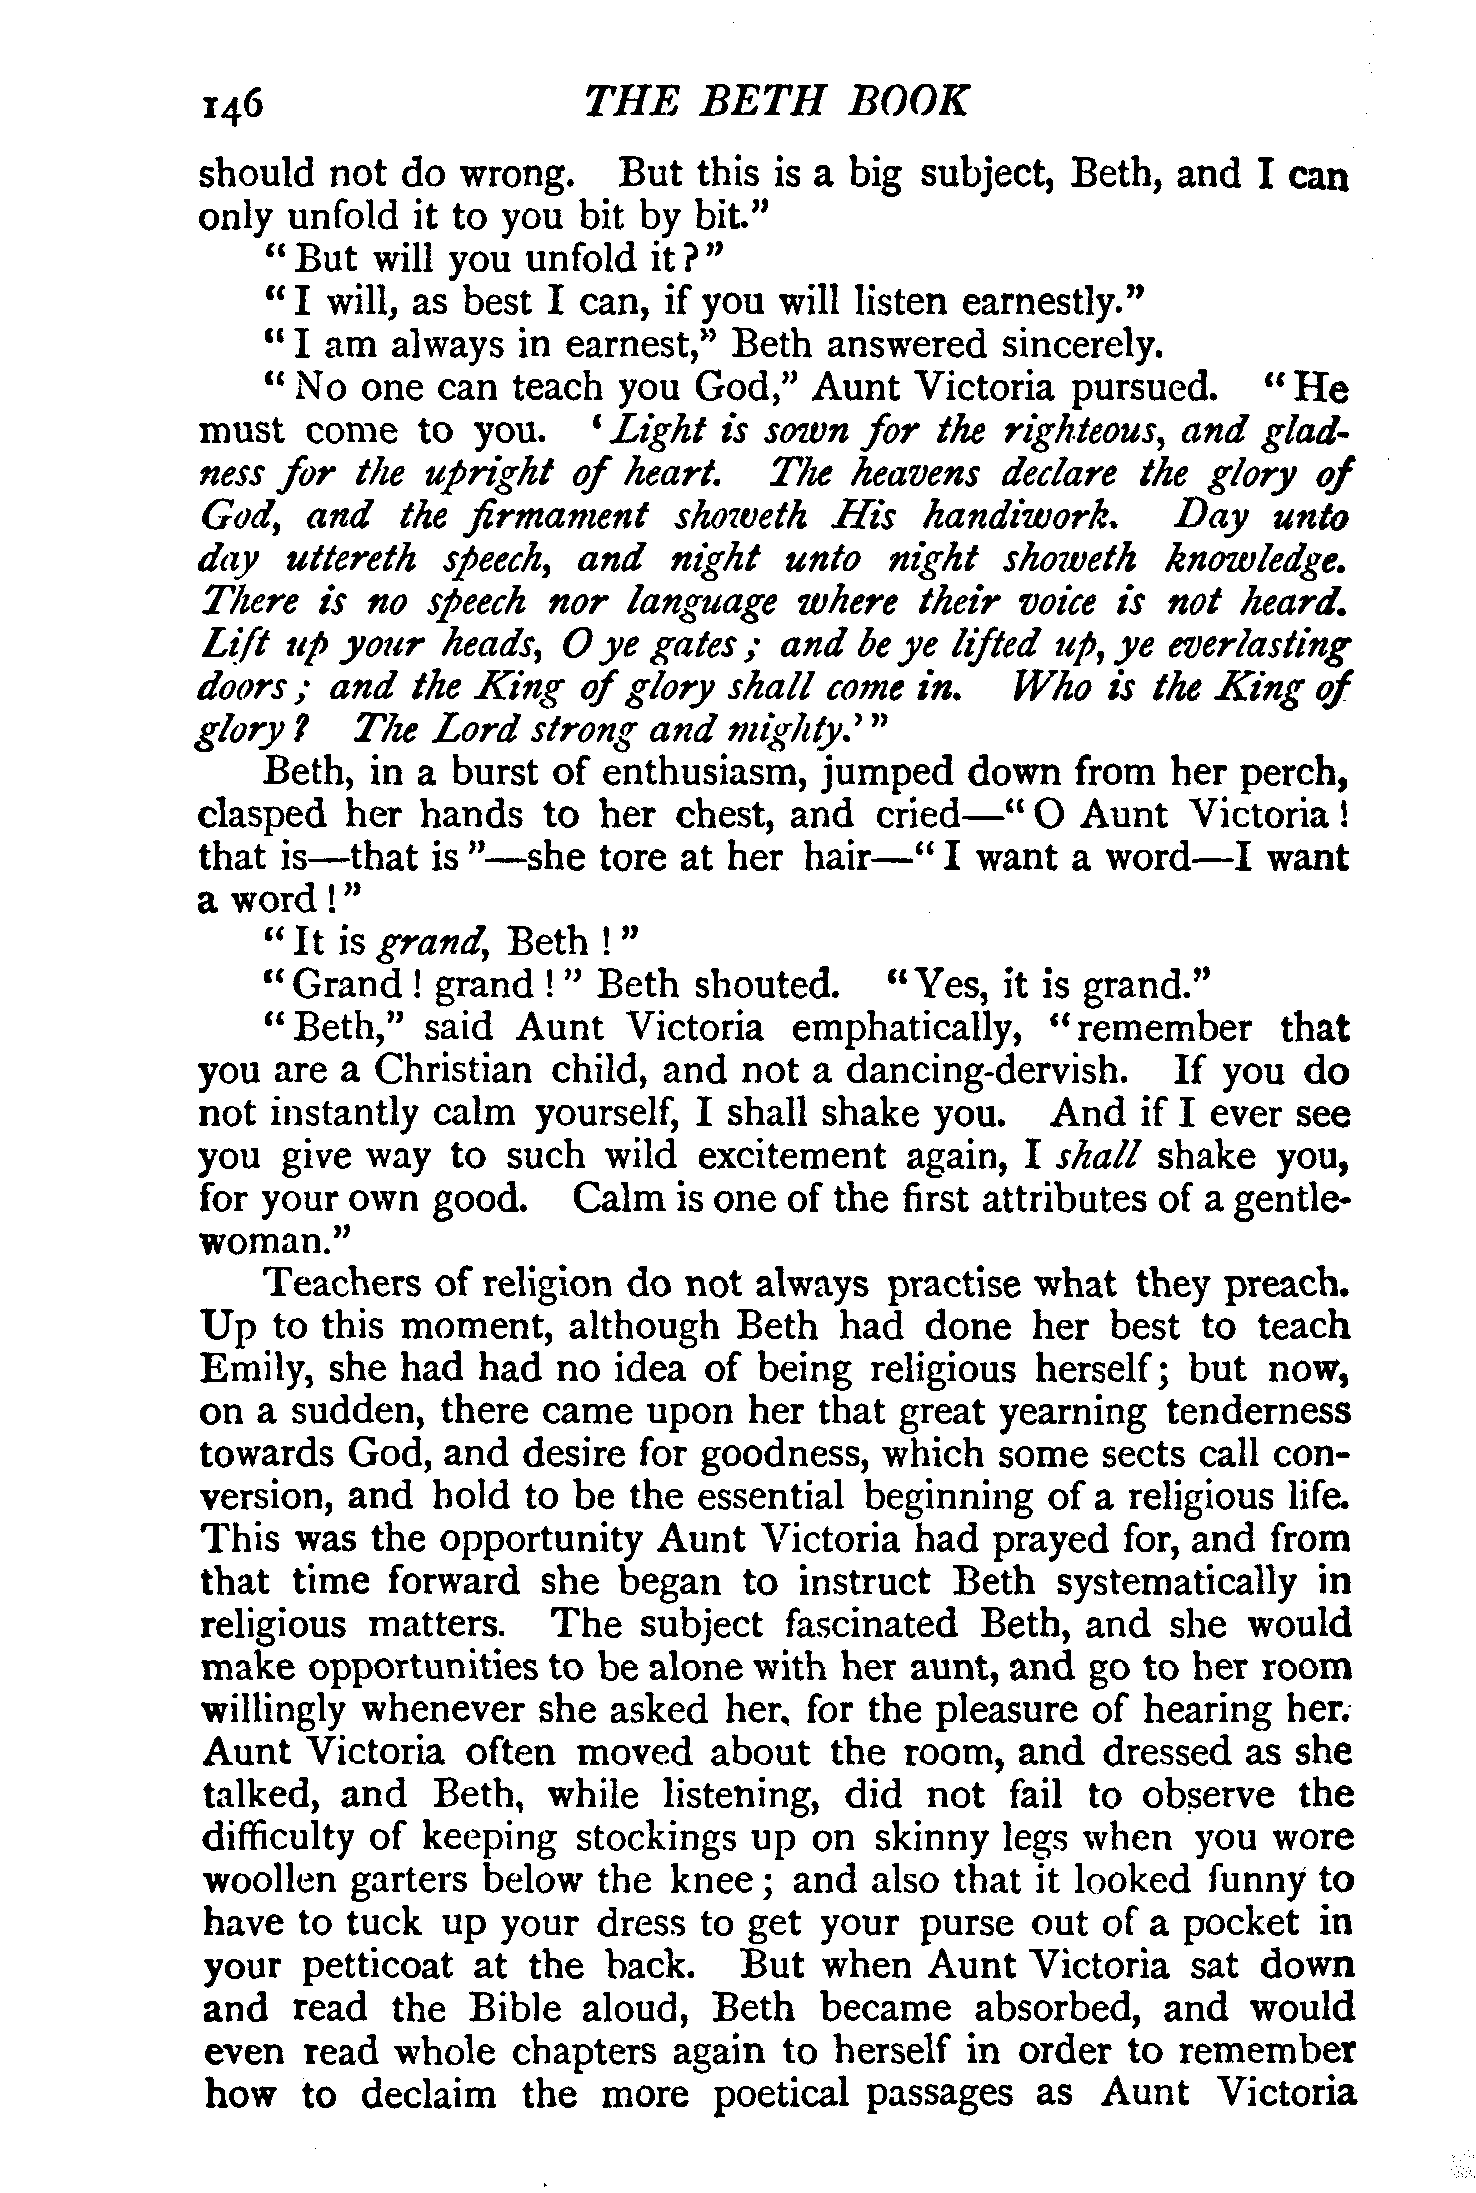 146 THE BETH BOOK
should not do wrong. But this is a big subject, Beth, and I can
only unfold it to you bit by bit.”
“But will you unfold it?”
“I will, as best I can, if you will listen earnestly.”
“I am always in earnest,” Beth answered sincerely.
“No one can teach you God,” Aunt Victoria pursued. “He
must come to you. ‘Light is sown for the righteous, and glad-
ness for the upright of heart. The heavens declare the glory of
God, and the firmament showeth His handiwork. Day unto
day uttereth speech, and night unto night showeth knowledge.
There is no speech nor language where their voice is not heard.
Lift up your heads, O ye gates; and be ye lifted up, ye everlasting
doors; and the King of glory shall come in. Who is the King of
glory? The Lord strong and mighty.’”
Beth, in a burst of enthusiasm, jumped down from her perch,
clasped her hands to her chest, and cried—“O Aunt Victoria!
that is—that is”—she tore at her hair—“I want a word—I want
a word!”
“It is grand, Beth!”
“Grand! grand!” Beth shouted. “Yes, it is grand.”
“Beth,” said Aunt Victoria emphatically, “remember that
you are a Christian child, and not a dancing-dervish. If you do
not instantly calm yourself, I shall shake you. And if I ever see
you give way to such wild excitement again, I shall shake you,
for your own good. Calm is one of the first attributes of a gentle-
woman.”
Teachers of religion do not always practise what they preach.
Up to this moment, although Beth had done her best to teach
Emily, she had had no idea of being religious herself; but now,
on a sudden, there came upon her that great yearning tenderness
towards God, and desire for goodness, which some sects call con-
version, and hold to be the essential beginning of a religious life.
This was the opportunity Aunt Victoria had prayed for, and from
that time forward she began to instruct Beth systematically in
religious matters. The subject fascinated Beth, and she would
make opportunities to be alone with her aunt, and go to her room
willingly whenever she asked her, for the pleasure of hearing her.
Aunt Victoria often moved about the room, and dressed as she
talked, and Beth, while listening, did not fail to observe the
difficulty of keeping stockings up on skinny legs when you wore
woollen garters below the knee; and also that it looked funny to
have to tuck up your dress to get your purse out of a pocket in
your petticoat at the back. But when Aunt Victoria sat down
and read the Bible aloud, Beth became absorbed, and would
even read whole chapters again to herself in order to remember
how to declaim the more poetical passages as Aunt Victoria